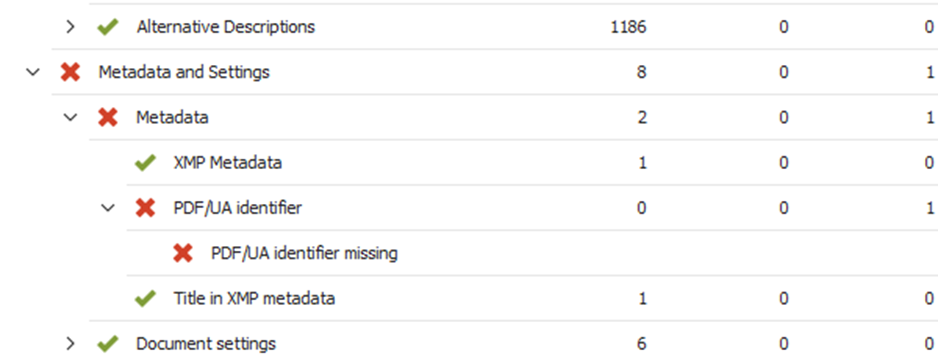 Alternative Descriptions 1186 0 0
Metadata and Settings 8 0 1
Metadata 2 0 1
XMP Metadata 1 0 0
PDF/UA identifier 0 0 1
PDF/UA identifier missing
Title in XMP metadata 1 0 0
Document settings 6 0 0